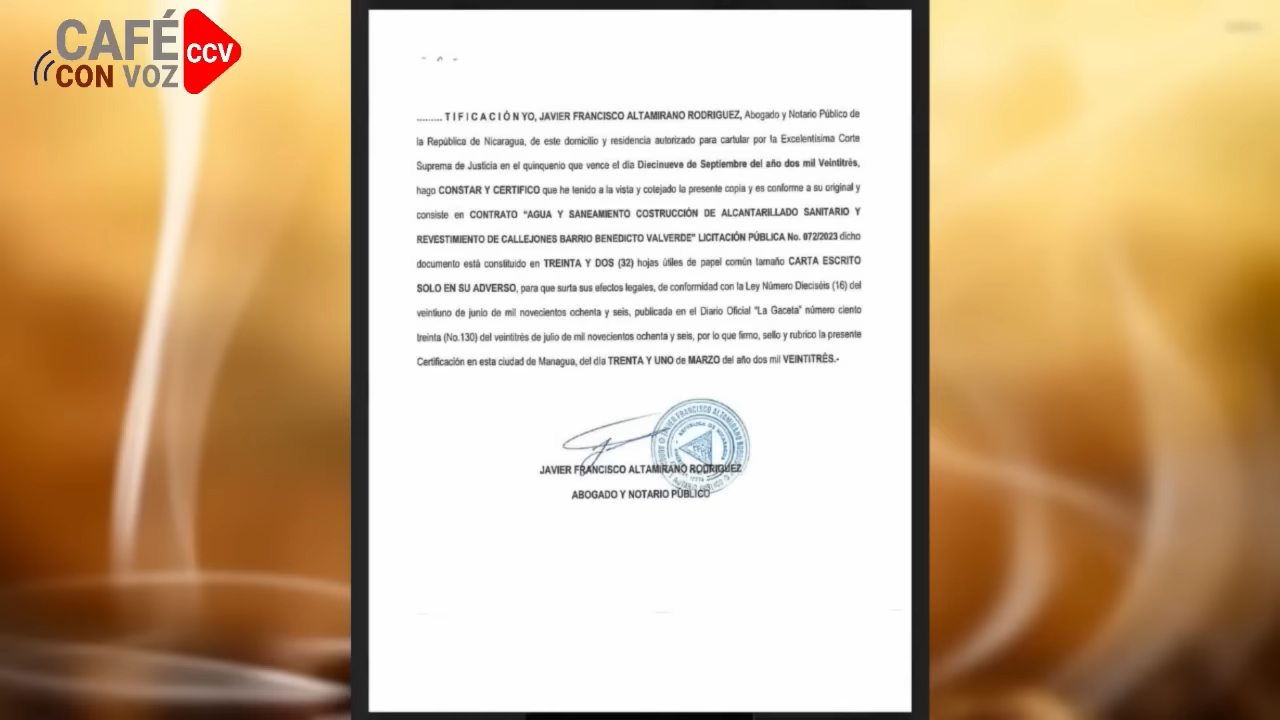 CAFÉ
CON VOZ
CCV
......... T I F I C A C I Ó N YO, JAVIER FRANCISCO ALTAMIRANO RODRIGUEZ, Abogado y Notario Público de
la República de Nicaragua, de este domicilio y residencia autorizado para cartular por la Excelentísima Corte
Suprema de Justicia en el quinquenio que vence el día Diecinueve de Septiembre del año dos mil Veintitrés,
hago CONSTAR Y CERTIFICO que he tenido a la vista y cotejado la presente copia y es conforme a su original y
consiste en CONTRATO "AGUA Y SANEAMIENTO COSTRUCCIÓN DE ALCANTARILLADO SANITARIO Y
REVESTIMIENTO DE CALLEJONES BARRIO BENEDICTO VALVERDE" LICITACIÓN PÚBLICA No. 072/2023 dicho
documento está constituido en TREINTA Y DOS (32) hojas útiles de papel común tamaño CARTA ESCRITO
SOLO EN SU ADVERSO, para que surta sus efectos legales, de conformidad con la Ley Número Dieciséis (16) del
veintiuno de junio de mil novecientos ochenta y seis, publicada en el Diario Oficial "La Gaceta" número ciento
treinta (No.130) del veintitrés de julio de mil novecientos ochenta y seis, por lo que firmo, sello y rubrico la presente
Certificación en esta ciudad de Managua, del día TRENTA Y UNO de MARZO del año dos mil VEINTITRÉS.-
JAVIER FRANCISCO ALTAMIRANO RODRIGUEZ
ABOGADO Y NOTARIO PÚBLICO